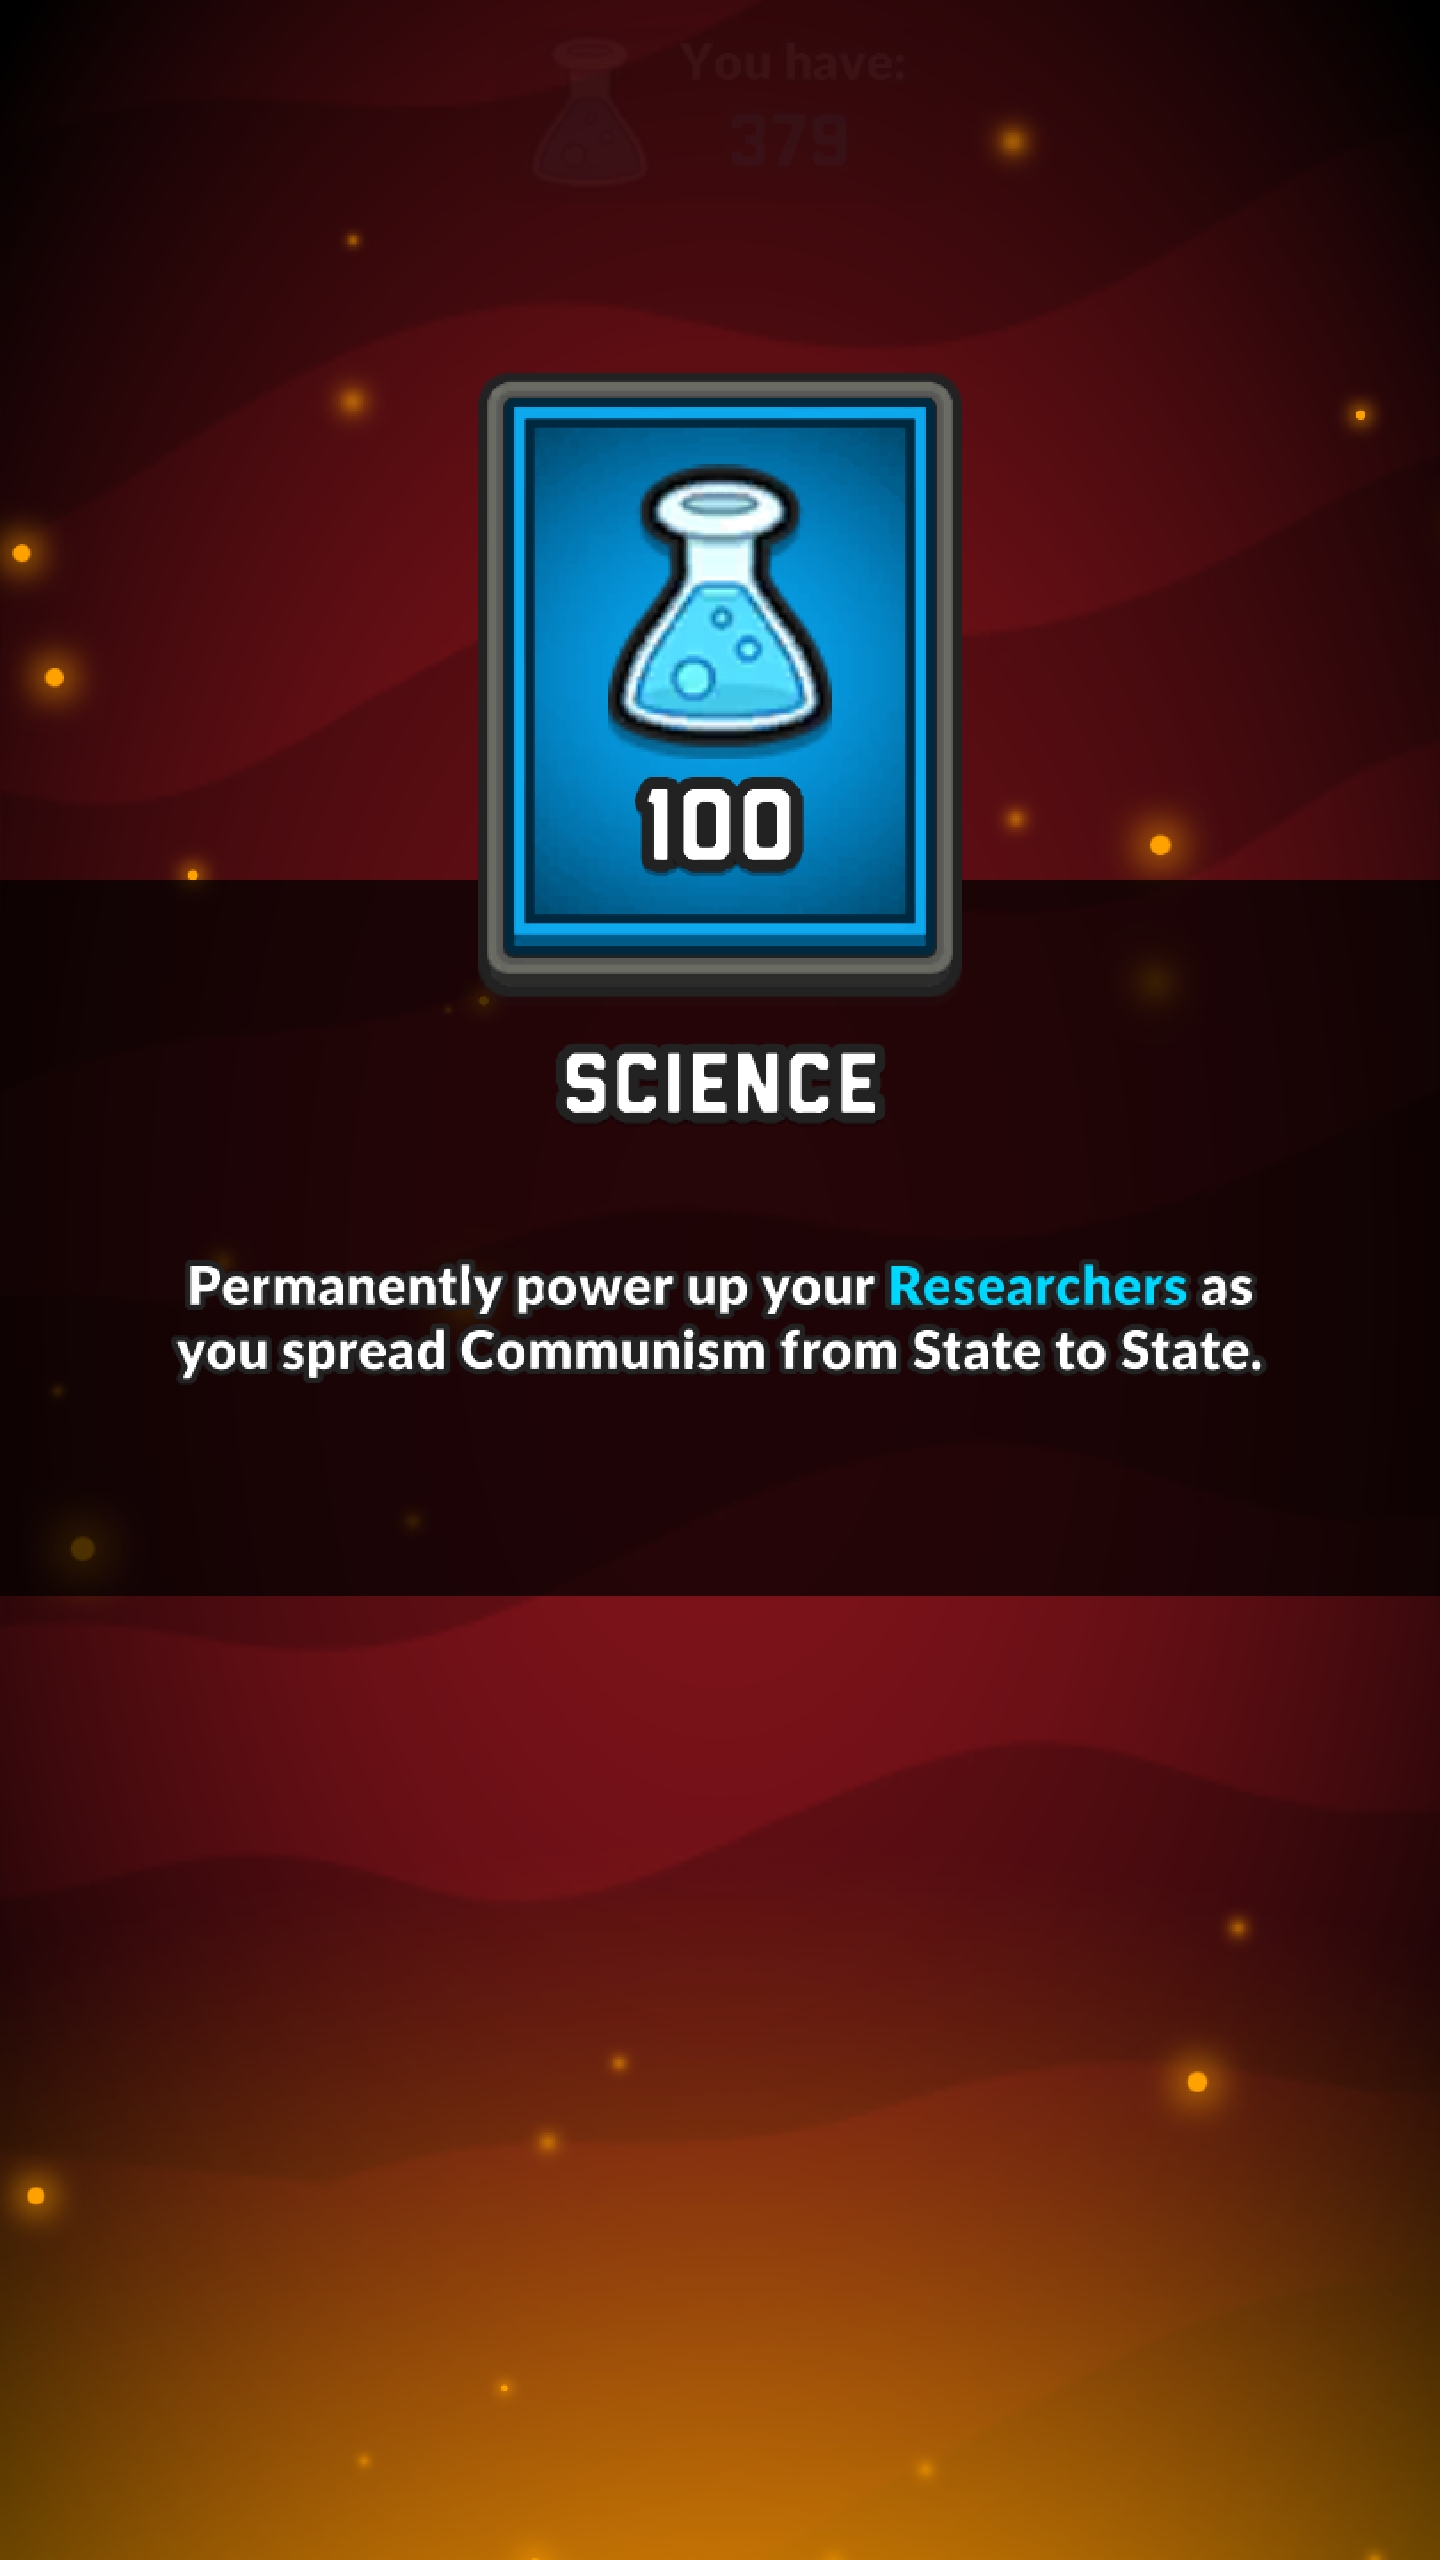 You have:
379
100
SCIENCE
Permanently power up your Researchers as
you spread Communism from State to State.